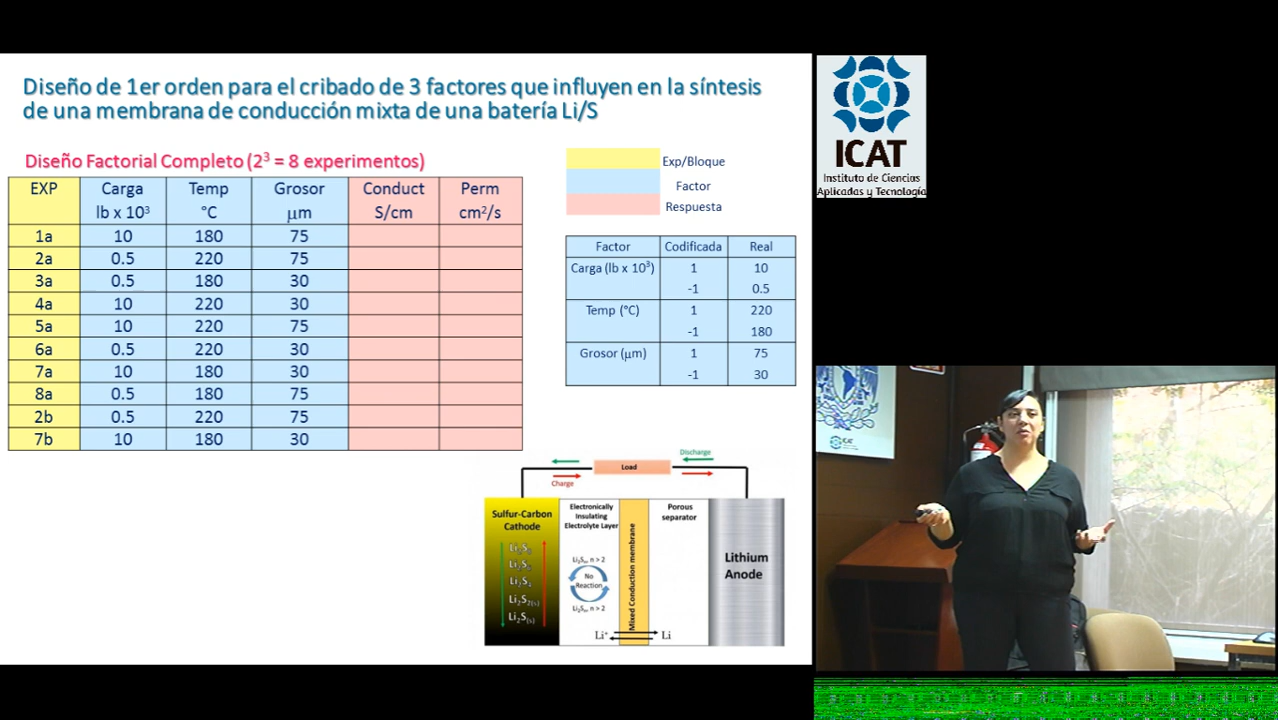 Diseño de 1er orden para el cribado de 3 factores que influyen en la síntesis
de una membrana de conducción mixta de una batería Li/S
Diseño Factorial Completo (2³ = 8 experimentos)
EXP Carga Temp Grosor Conduct Perm
lb x 10³ °C μm S/cm cm²/s
1a 10 180 75
2a 0.5 220 75
3a 0.5 180 30
4a 10 220 30
5a 10 220 75
6a 0.5 220 30
7a 10 180 30
8a 0.5 180 75
2b 0.5 220 75
7b 10 180 30
Exp/Bloque
Factor
Respuesta
Factor Codificada Real
Carga (lb x 10³) 1 10
-1 0.5
Temp (°C) 1 220
-1 180
Grosor (μm) 1 75
-1 30
Discharge
Load
Charge
Sulfur-Carbon
Cathode
Electronically
Insulating
Electrolyte Layer
Mixed Conduction membrane
Porous
separator
Lithium
Anode
Li₂Sₙ, n > 2
No
Reaction
Li₂Sₙ, n > 2
Li₂S₂₍ₛ₎
Li₂S₍ₛ₎
Li⁺ Li
ICAT
Instituto de Ciencias
Aplicadas y Tecnología
ICAT